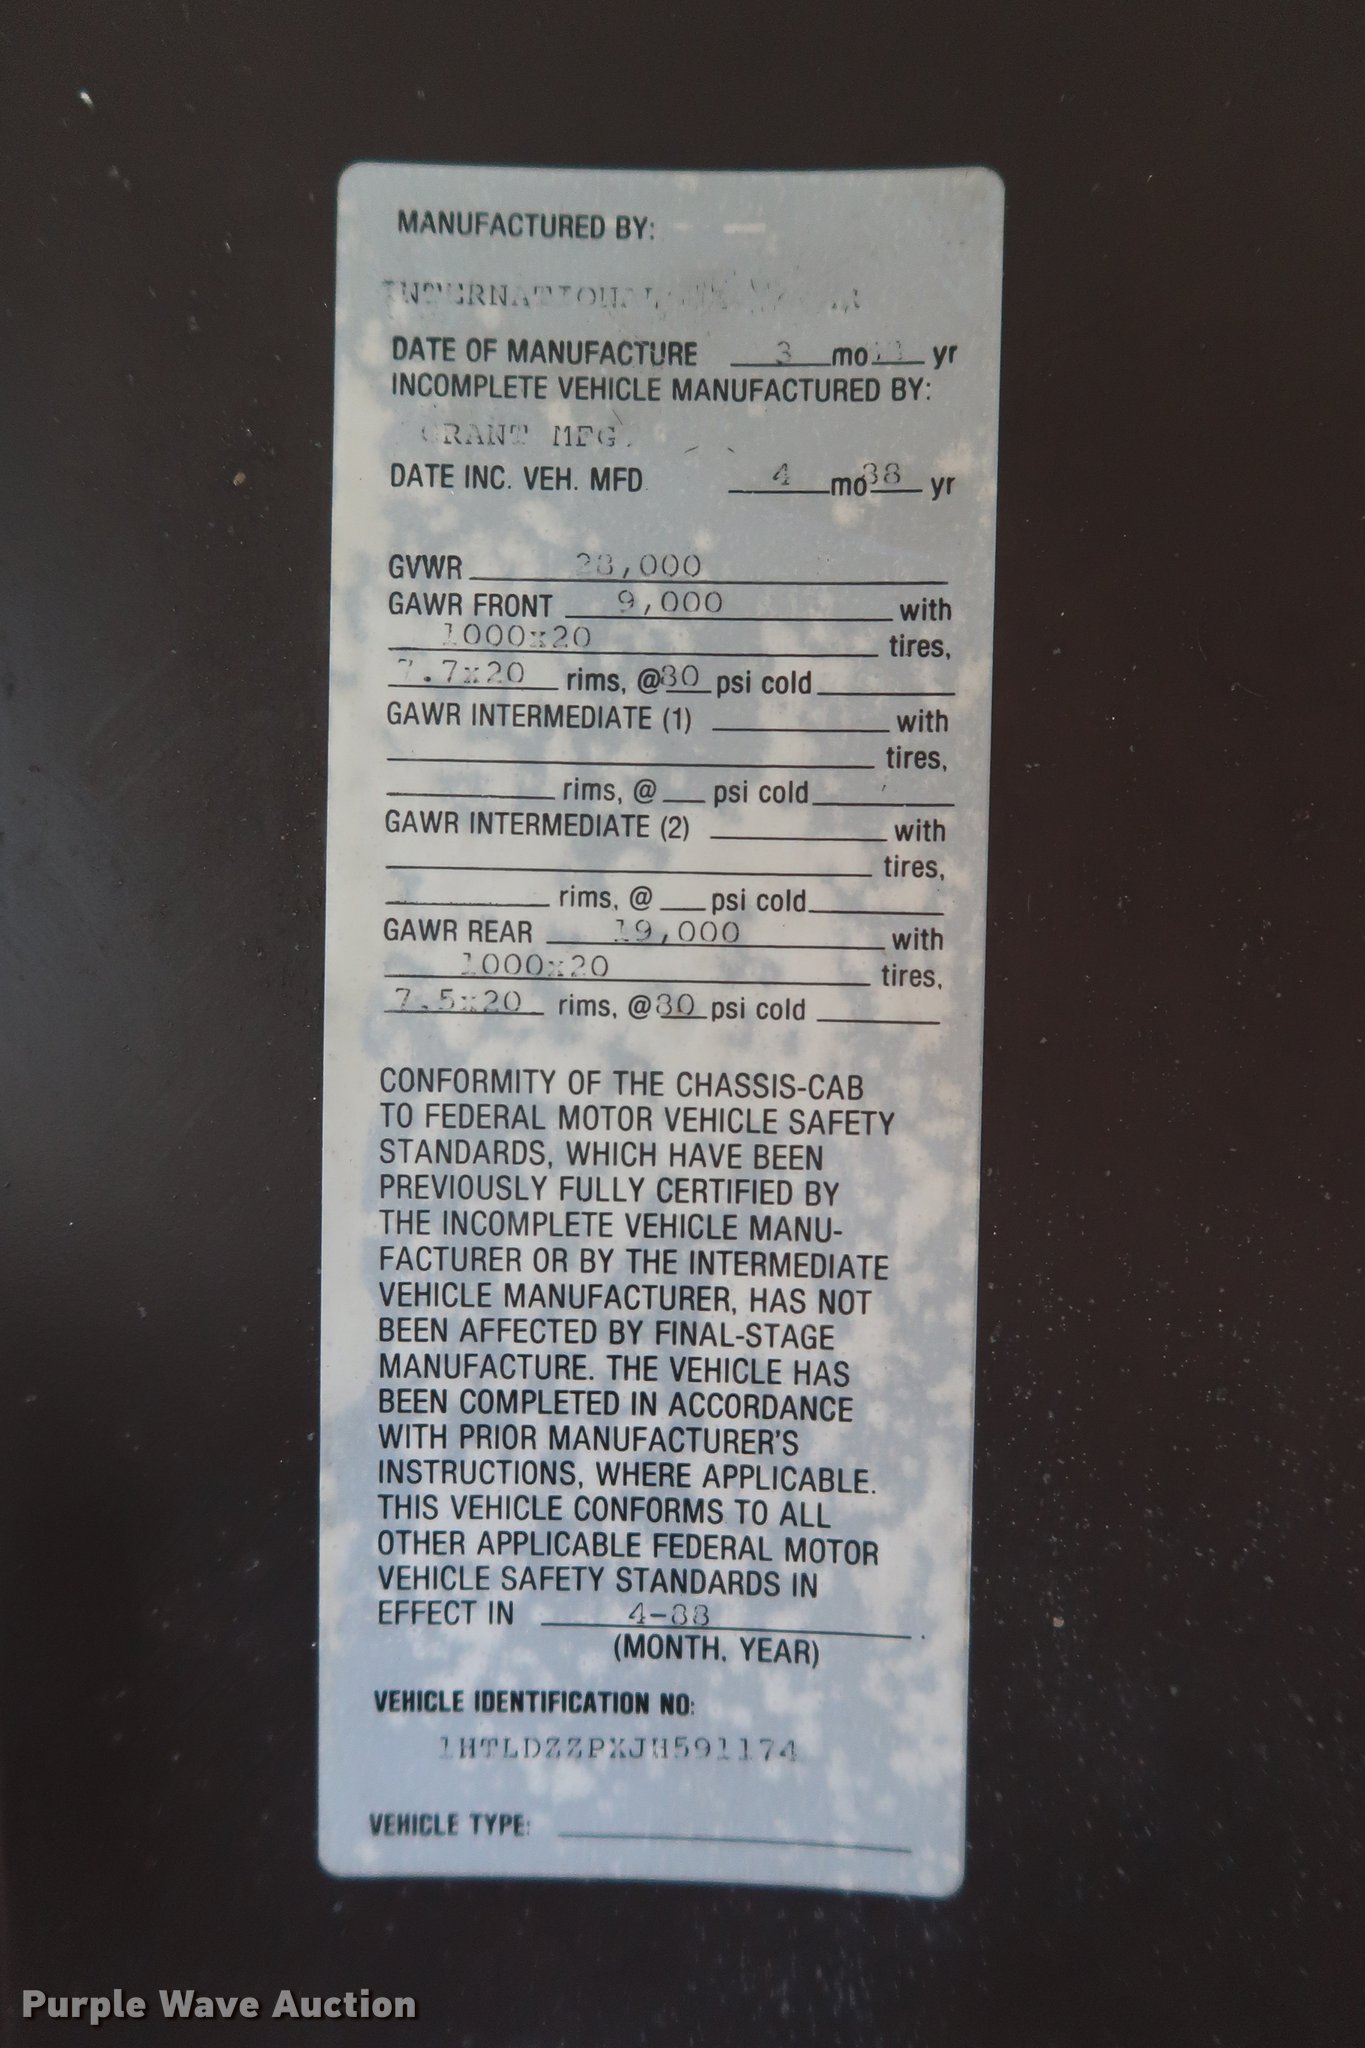 MANUFACTURED BY:
INTERNATIONAL
DATE OF MANUFACTURE 3 mo yr
INCOMPLETE VEHICLE MANUFACTURED BY:
GRANT MFG.
DATE INC. VEH. MFD 4 mo 88 yr
GVWR 28,000
GAWR FRONT 9,000 with
1000x20 tires,
7.7x20 rims, @80 psi cold
GAWR INTERMEDIATE (1) with
tires,
rims, @ psi cold
GAWR INTERMEDIATE (2) with
tires,
rims, @ psi cold
GAWR REAR 19,000 with
1000x20 tires,
7.5x20 rims, @80 psi cold
CONFORMITY OF THE CHASSIS-CAB
TO FEDERAL MOTOR VEHICLE SAFETY
STANDARDS, WHICH HAVE BEEN
PREVIOUSLY FULLY CERTIFIED BY
THE INCOMPLETE VEHICLE MANU-
FACTURER OR BY THE INTERMEDIATE
VEHICLE MANUFACTURER, HAS NOT
BEEN AFFECTED BY FINAL-STAGE
MANUFACTURE. THE VEHICLE HAS
BEEN COMPLETED IN ACCORDANCE
WITH PRIOR MANUFACTURER'S
INSTRUCTIONS, WHERE APPLICABLE.
THIS VEHICLE CONFORMS TO ALL
OTHER APPLICABLE FEDERAL MOTOR
VEHICLE SAFETY STANDARDS IN
EFFECT IN 4-88.
(MONTH, YEAR)
VEHICLE IDENTIFICATION NO:
1HTLDZZPXJH591174
VEHICLE TYPE:
Purple Wave Auction